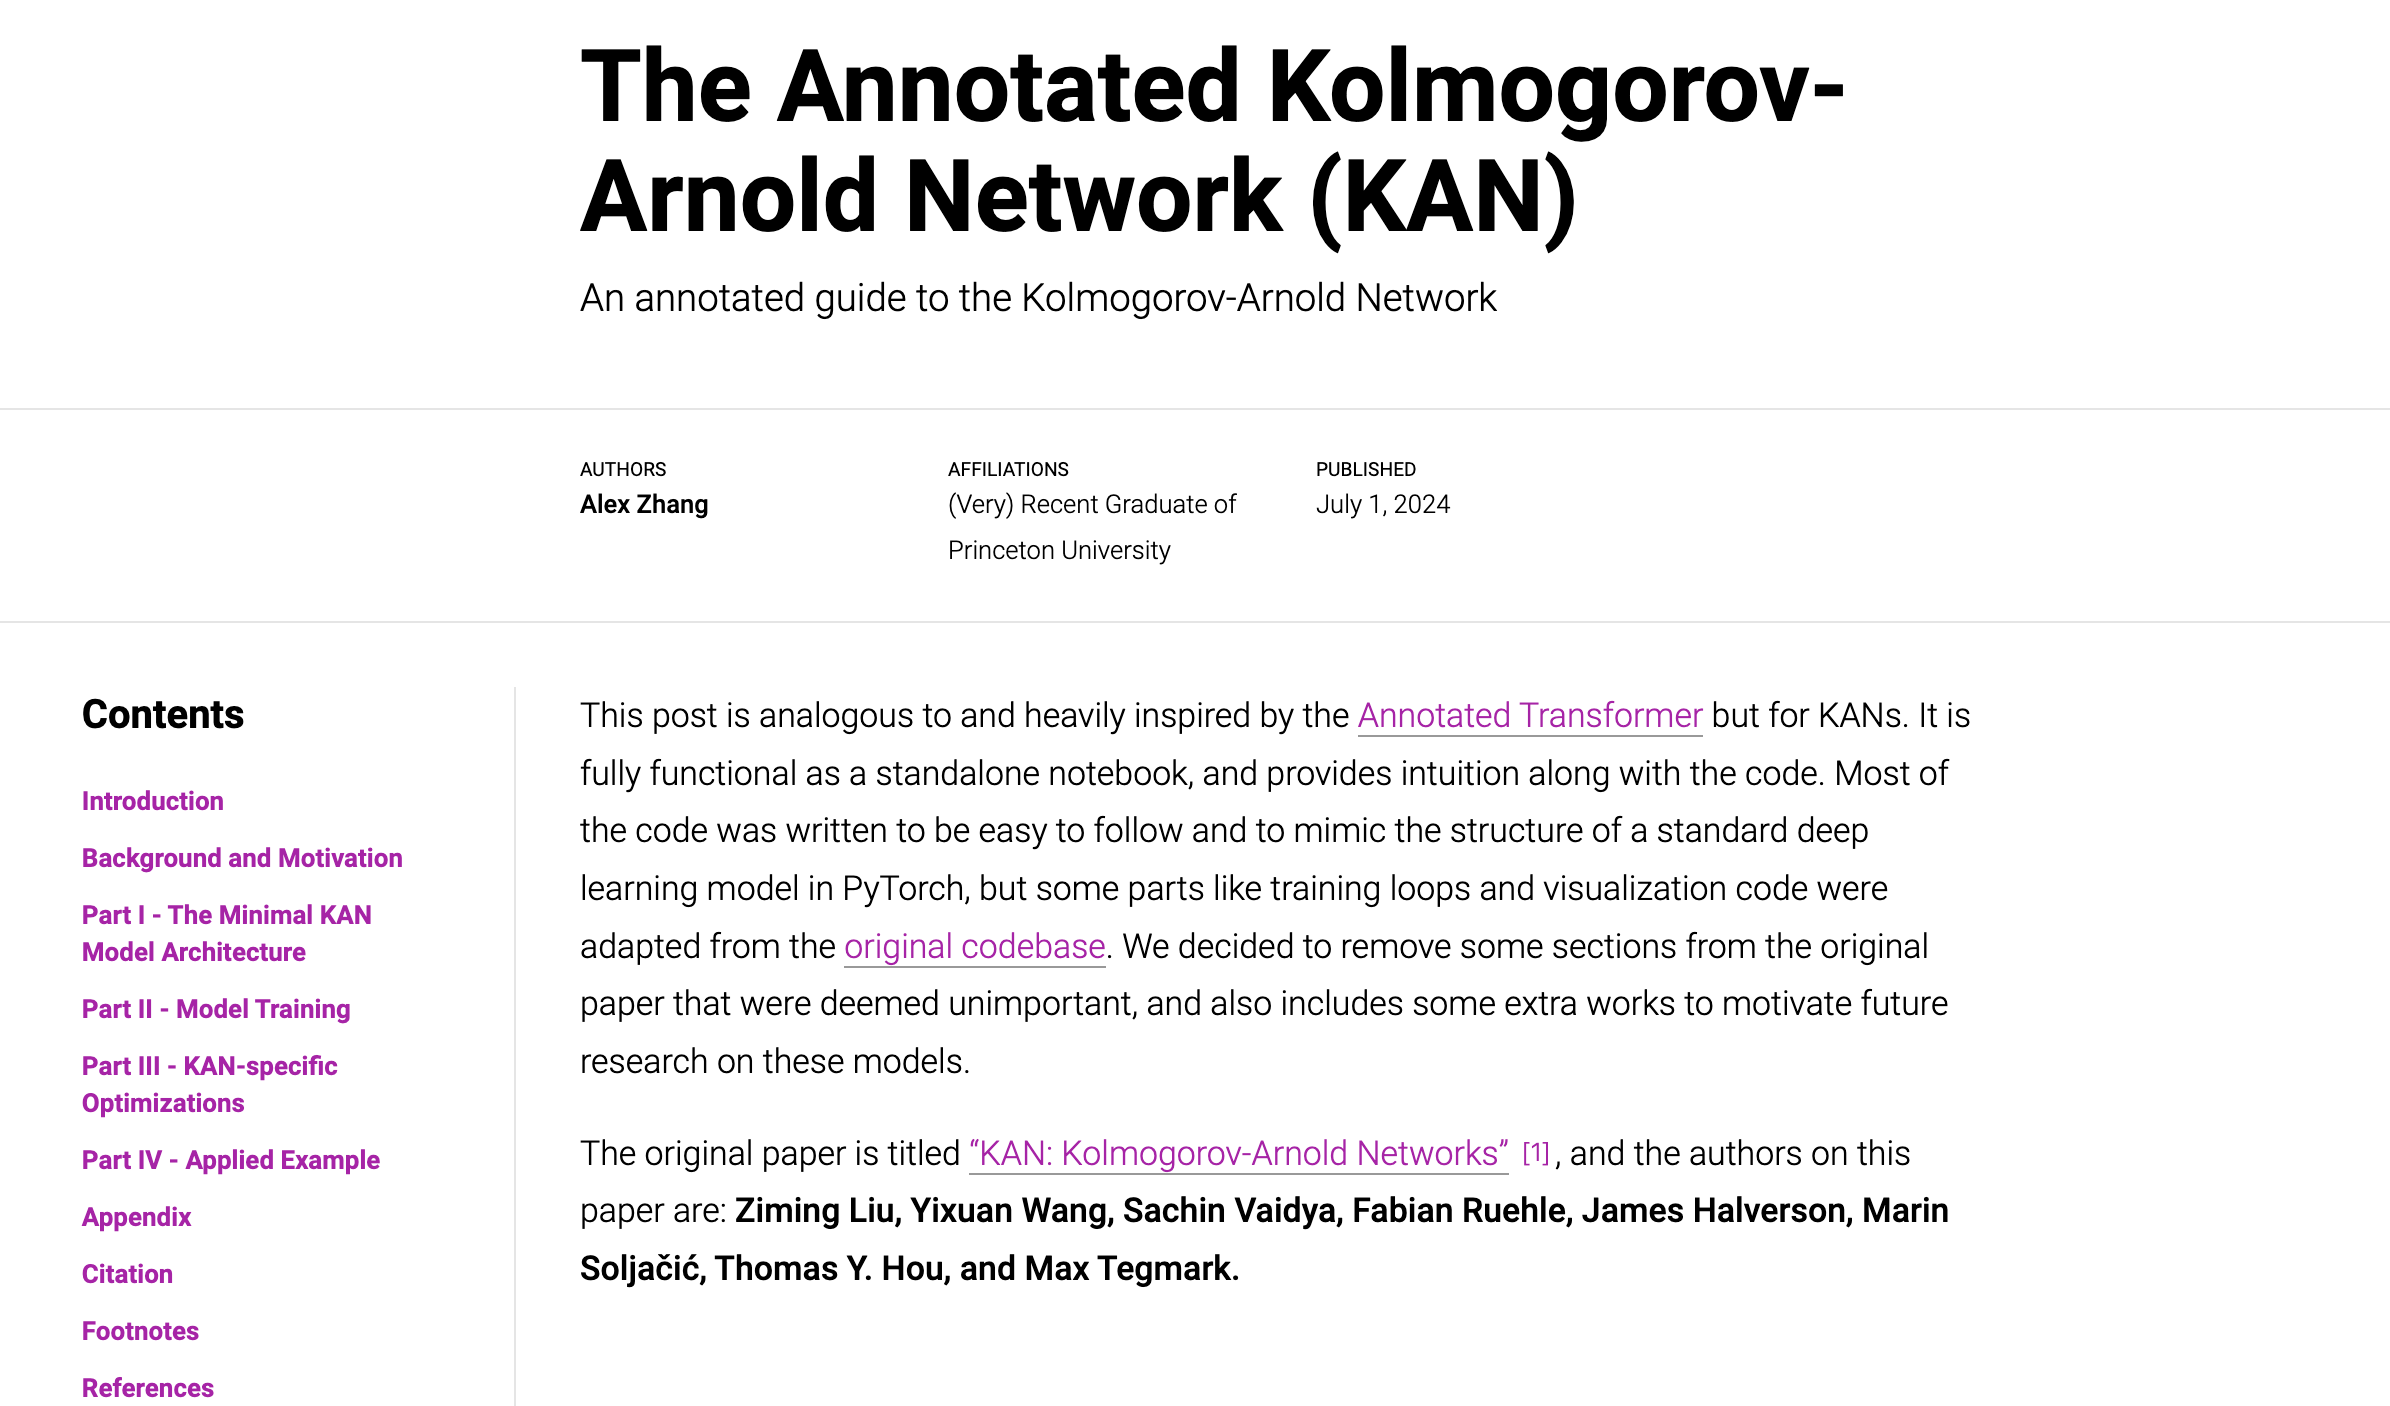 The Annotated Kolmogorov-
Arnold Network (KAN)
An annotated guide to the Kolmogorov-Arnold Network
AUTHORS
Alex Zhang
AFFILIATIONS
(Very) Recent Graduate of
Princeton University
PUBLISHED
July 1, 2024
Contents
Introduction
Background and Motivation
Part I - The Minimal KAN
Model Architecture
Part II - Model Training
Part III - KAN-specific
Optimizations
Part IV - Applied Example
Appendix
Citation
Footnotes
References
This post is analogous to and heavily inspired by the Annotated Transformer but for KANs. It is
fully functional as a standalone notebook, and provides intuition along with the code. Most of
the code was written to be easy to follow and to mimic the structure of a standard deep
learning model in PyTorch, but some parts like training loops and visualization code were
adapted from the original codebase. We decided to remove some sections from the original
paper that were deemed unimportant, and also includes some extra works to motivate future
research on these models.
The original paper is titled “KAN: Kolmogorov-Arnold Networks” [1], and the authors on this
paper are: Ziming Liu, Yixuan Wang, Sachin Vaidya, Fabian Ruehle, James Halverson, Marin
Soljačić, Thomas Y. Hou, and Max Tegmark.